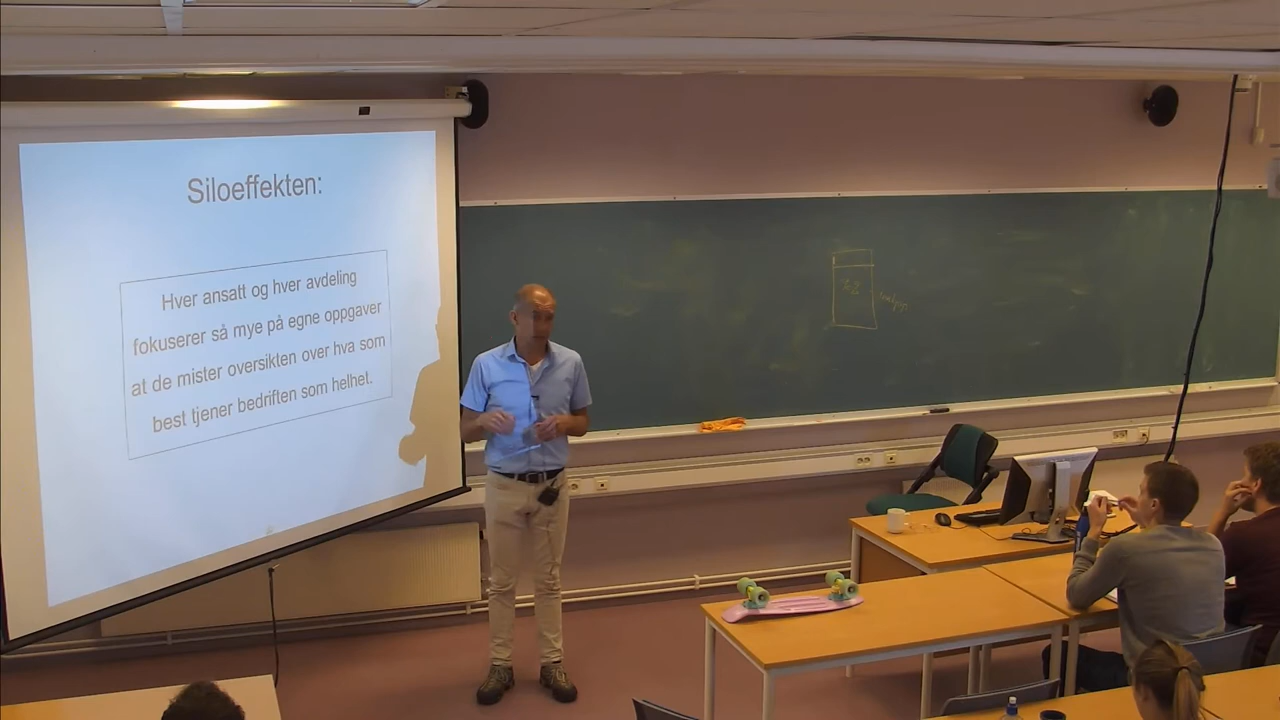 Siloeffekten:
Hver ansatt og hver avdeling
fokuserer så mye på egne oppgaver
at de mister oversikten over hva som
best tjener bedriften som helhet.